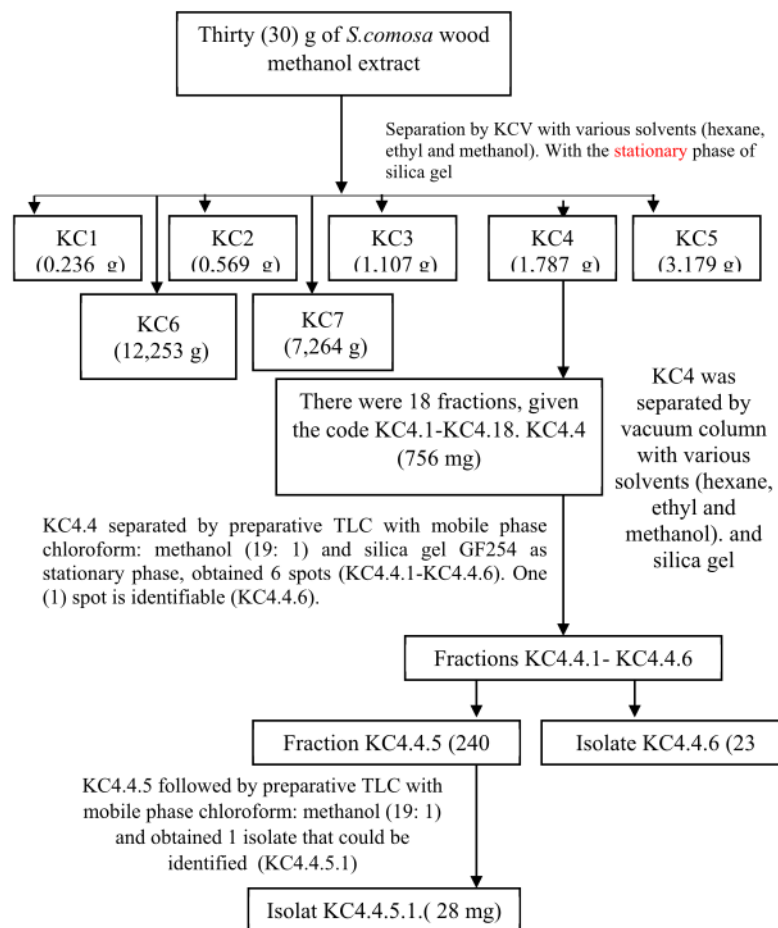 Thirty (30) g of S.comosa wood
methanol extract
Separation by KCV with various solvents (hexane,
ethyl and methanol). With the stationary phase of
silica gel
KC1
(0.236 g)
KC2
(0.569 g)
KC3
(1.107 g)
KC4
(1.787 g)
KC5
(3.179 g)
KC6
(12,253 g)
KC7
(7,264 g)
There were 18 fractions, given
the code KC4.1-KC4.18. KC4.4
(756 mg)
KC4 was
separated by
vacuum column
with various
solvents (hexane,
ethyl and
methanol). and
silica gel
KC4.4 separated by preparative TLC with mobile phase
chloroform: methanol (19: 1) and silica gel GF254 as
stationary phase, obtained 6 spots (KC4.4.1-KC4.4.6). One
(1) spot is identifiable (KC4.4.6).
Fractions KC4.4.1- KC4.4.6
Fraction KC4.4.5 (240
Isolate KC4.4.6 (23
KC4.4.5 followed by preparative TLC with
mobile phase chloroform: methanol (19: 1)
and obtained 1 isolate that could be
identified (KC4.4.5.1)
Isolat KC4.4.5.1.( 28 mg)